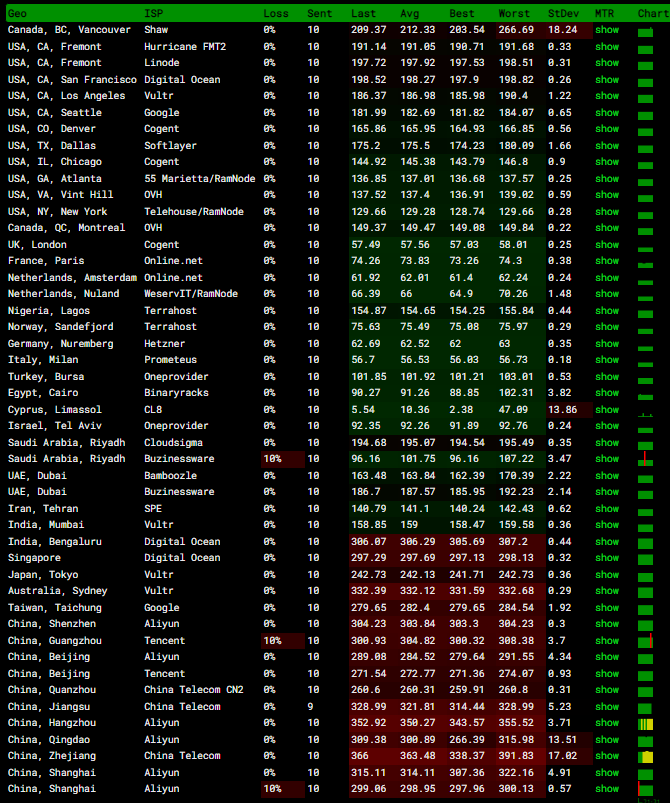 Geo ISP Loss Sent Last Avg Best Worst StDev MTR Chart
Canada, BC, Vancouver Shaw 0% 10 209.37 212.33 203.54 266.69 18.24 show
USA, CA, Fremont Hurricane FMT2 0% 10 191.14 191.05 190.71 191.68 0.33 show
USA, CA, Fremont Linode 0% 10 197.72 197.92 197.53 198.51 0.31 show
USA, CA, San Francisco Digital Ocean 0% 10 198.52 198.27 197.9 198.82 0.26 show
USA, CA, Los Angeles Vultr 0% 10 186.37 186.98 185.98 190.4 1.22 show
USA, CA, Seattle Google 0% 10 181.99 182.69 181.82 184.07 0.65 show
USA, CO, Denver Cogent 0% 10 165.86 165.95 164.93 166.85 0.56 show
USA, TX, Dallas Softlayer 0% 10 175.2 175.5 174.23 180.09 1.66 show
USA, IL, Chicago Cogent 0% 10 144.92 145.38 143.79 146.8 0.9 show
USA, GA, Atlanta 55 Marietta/RamNode 0% 10 136.85 137.01 136.68 137.57 0.25 show
USA, VA, Vint Hill OVH 0% 10 137.52 137.4 136.91 139.02 0.59 show
USA, NY, New York Telehouse/RamNode 0% 10 129.66 129.28 128.74 129.66 0.28 show
Canada, QC, Montreal OVH 0% 10 149.37 149.47 149.08 149.84 0.22 show
UK, London Cogent 0% 10 57.49 57.56 57.03 58.01 0.25 show
France, Paris Online.net 0% 10 74.26 73.83 73.26 74.3 0.38 show
Netherlands, Amsterdam Online.net 0% 10 61.92 62.01 61.4 62.24 0.24 show
Netherlands, Nuland WeservIT/RamNode 0% 10 66.39 66 64.9 70.26 1.48 show
Nigeria, Lagos Terrahost 0% 10 154.87 154.65 154.25 155.84 0.44 show
Norway, Sandefjord Terrahost 0% 10 75.63 75.49 75.08 75.97 0.29 show
Germany, Nuremberg Hetzner 0% 10 62.69 62.52 62 63 0.35 show
Italy, Milan Prometeus 0% 10 56.7 56.53 56.03 56.73 0.18 show
Turkey, Bursa Oneprovider 0% 10 101.85 101.92 101.21 103.01 0.53 show
Egypt, Cairo Binaryracks 0% 10 90.27 91.26 88.85 102.31 3.82 show
Cyprus, Limassol CL8 0% 10 5.54 10.36 2.38 47.09 13.86 show
Israel, Tel Aviv Oneprovider 0% 10 92.35 92.26 91.89 92.76 0.24 show
Saudi Arabia, Riyadh Cloudsigma 0% 10 194.68 195.07 194.54 195.49 0.35 show
Saudi Arabia, Riyadh Buzinessware 10% 10 96.16 101.75 96.16 107.22 3.47 show
UAE, Dubai Bamboozle 0% 10 163.48 163.84 162.39 170.39 2.22 show
UAE, Dubai Buzinessware 0% 10 186.7 187.57 185.95 192.23 2.14 show
Iran, Tehran SPE 0% 10 140.79 141.1 140.24 142.43 0.62 show
India, Mumbai Vultr 0% 10 158.85 159 158.47 159.58 0.36 show
India, Bengaluru Digital Ocean 0% 10 306.07 306.29 305.69 307.2 0.44 show
Singapore Digital Ocean 0% 10 297.29 297.69 297.13 298.13 0.32 show
Japan, Tokyo Vultr 0% 10 242.73 242.13 241.71 242.73 0.36 show
Australia, Sydney Vultr 0% 10 332.39 332.12 331.59 332.68 0.29 show
Taiwan, Taichung Google 0% 10 279.65 282.4 279.65 284.54 1.92 show
China, Shenzhen Aliyun 0% 10 304.23 303.84 303.3 304.23 0.3 show
China, Guangzhou Tencent 10% 10 300.93 304.82 300.32 308.38 3.7 show
China, Beijing Aliyun 0% 10 289.08 284.52 279.64 291.55 4.34 show
China, Beijing Tencent 0% 10 271.54 272.77 271.36 274.07 0.93 show
China, Quanzhou China Telecom CN2 0% 10 260.6 260.31 259.91 260.8 0.31 show
China, Jiangsu China Telecom 0% 9 328.99 321.81 314.44 328.99 5.23 show
China, Hangzhou Aliyun 0% 10 352.92 350.27 343.57 355.52 3.71 show
China, Qingdao Aliyun 0% 10 309.38 300.89 266.39 315.98 13.51 show
China, Zhejiang China Telecom 0% 10 366 363.48 338.37 391.83 17.02 show
China, Shanghai Aliyun 0% 10 315.11 314.11 307.36 322.16 4.91 show
China, Shanghai Aliyun 10% 10 299.06 298.95 297.96 300.13 0.57 show